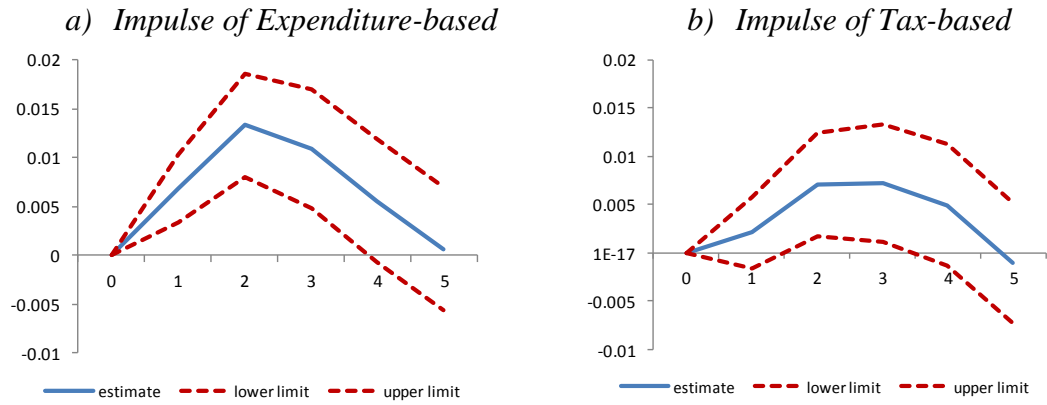 a) Impulse of Expenditure-based
0.02
0.015
0.01
0.005
0
-0.005
-0.01
0 1 2 3 4 5
estimate lower limit upper limit
b) Impulse of Tax-based
0.02
0.015
0.01
0.005
1E-17
-0.005
-0.01
0 1 2 3 4 5
estimate lower limit upper limit